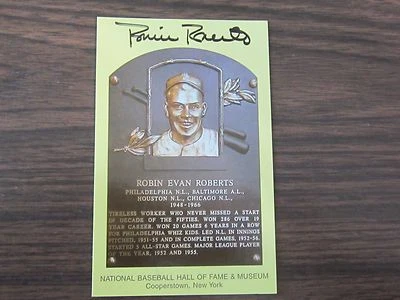 Robin Roberts
ROBIN EVAN ROBERTS
PHILADELPHIA N.L., BALTIMORE A.L.,
HOUSTON N.L., CHICAGO N.L.,
1948-1966
TIRELESS WORKER WHO NEVER MISSED A START
IN DECADE OF THE FIFTIES. WON 286 OVER 19
YEAR CAREER. WON 20 GAMES 6 YEARS IN A ROW
FOR PHILADELPHIA WHIZ KIDS. LED N.L. IN INNINGS
PITCHED, 1951-55 AND IN COMPLETE GAMES, 1952-56.
STARTED 5 ALL-STAR GAMES. MAJOR LEAGUE PLAYER
OF THE YEAR, 1952 AND 1955.
NATIONAL BASEBALL HALL OF FAME & MUSEUM
Cooperstown, New York